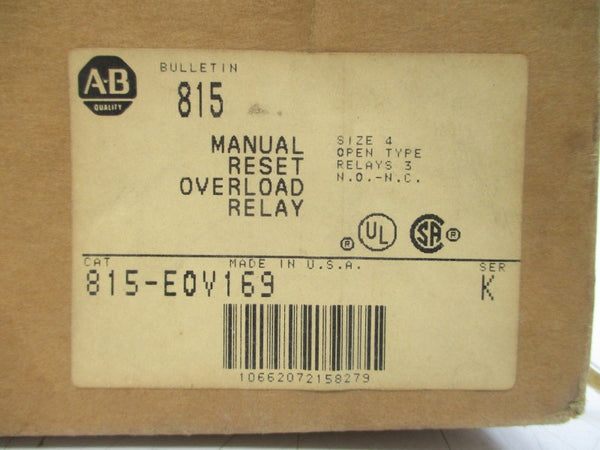 A-B
QUALITY
BULLETIN
815
MANUAL
RESET
OVERLOAD
RELAY
SIZE 4
OPEN TYPE
RELAYS 3
N.O.-N.C.
® UL SA ®
CAT MADE IN U.S.A. SER
815-EOV169 K
10662072158279